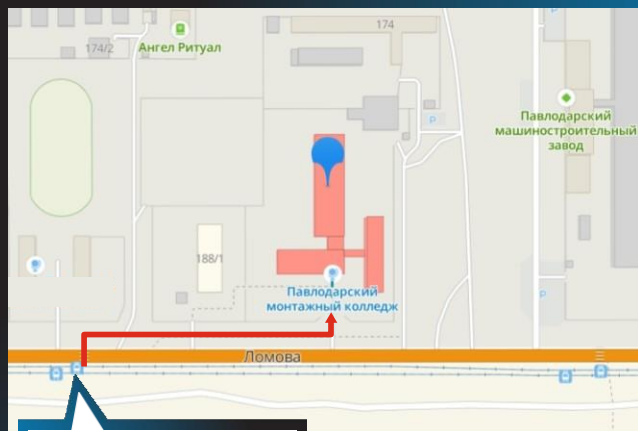 174
174/2
Ангел Ритуал
P
Павлодарский
машиностроительный
завод
188/1
Павлодарский
монтажный колледж
P
Ломова